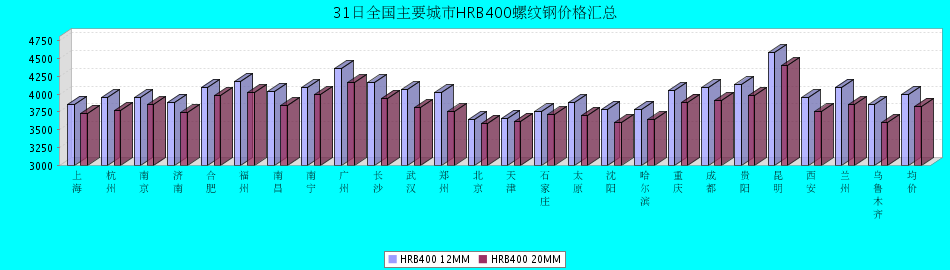 31日全国主要城市HRB400螺纹钢价格汇总
4750
4500
4250
4000
3750
3500
3250
3000
上海
杭州
南京
济南
合肥
福州
南昌
南宁
广州
长沙
武汉
郑州
北京
天津
石家庄
太原
沈阳
哈尔滨
重庆
成都
贵阳
昆明
西安
兰州
乌鲁木齐
均价
HRB400 12MM
HRB400 20MM